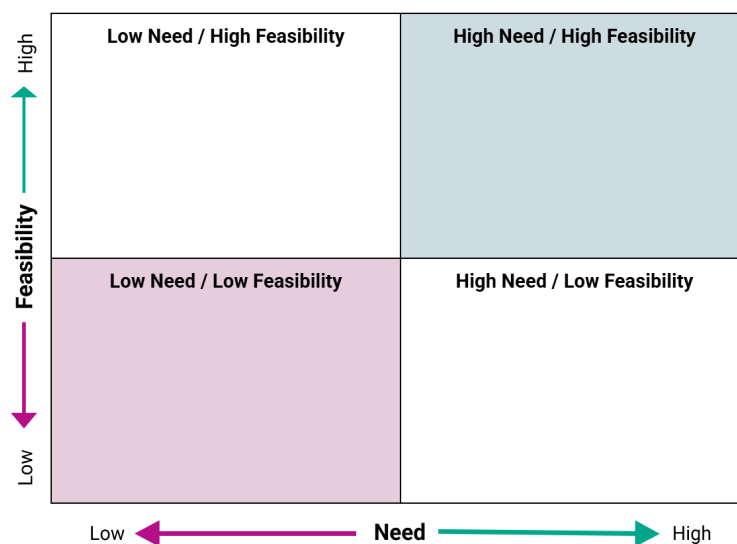 High
Low Need / High Feasibility
High Need / High Feasibility
Feasibility
Low Need / Low Feasibility
High Need / Low Feasibility
Low
Low
Need
High